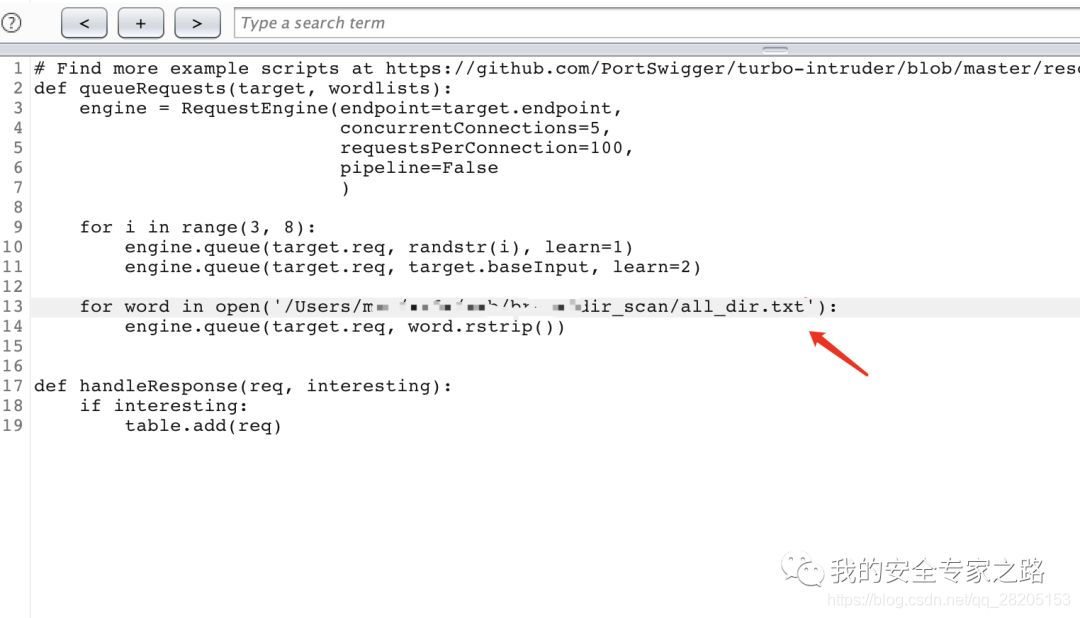 ?
< + > Type a search term
1 # Find more example scripts at https://github.com/PortSwigger/turbo-intruder/blob/master/reso
2 def queueRequests(target, wordlists):
3     engine = RequestEngine(endpoint=target.endpoint,
4                            concurrentConnections=5,
5                            requestsPerConnection=100,
6                            pipeline=False
7                            )
8
9     for i in range(3, 8):
10         engine.queue(target.req, randstr(i), learn=1)
11         engine.queue(target.req, target.baseInput, learn=2)
12
13     for word in open('/Users/ dir_scan/all_dir.txt'):
14         engine.queue(target.req, word.rstrip())
15
16
17 def handleResponse(req, interesting):
18     if interesting:
19         table.add(req)
我的安全专家之路
https://blog.csdn.net/qq_28205153